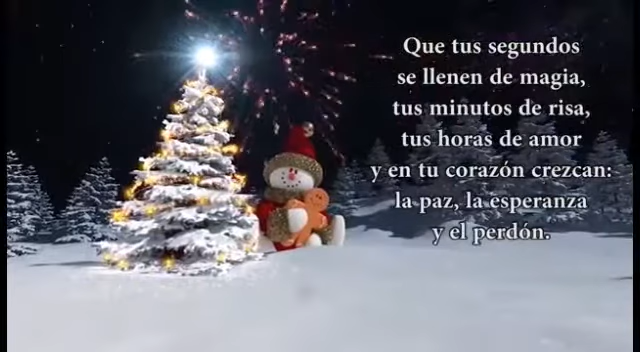 Que tus segundos
se llenen de magia,
tus minutos de risa,
tus horas de amor
y en tu corazón crezcan:
la paz, la esperanza
y el perdón.